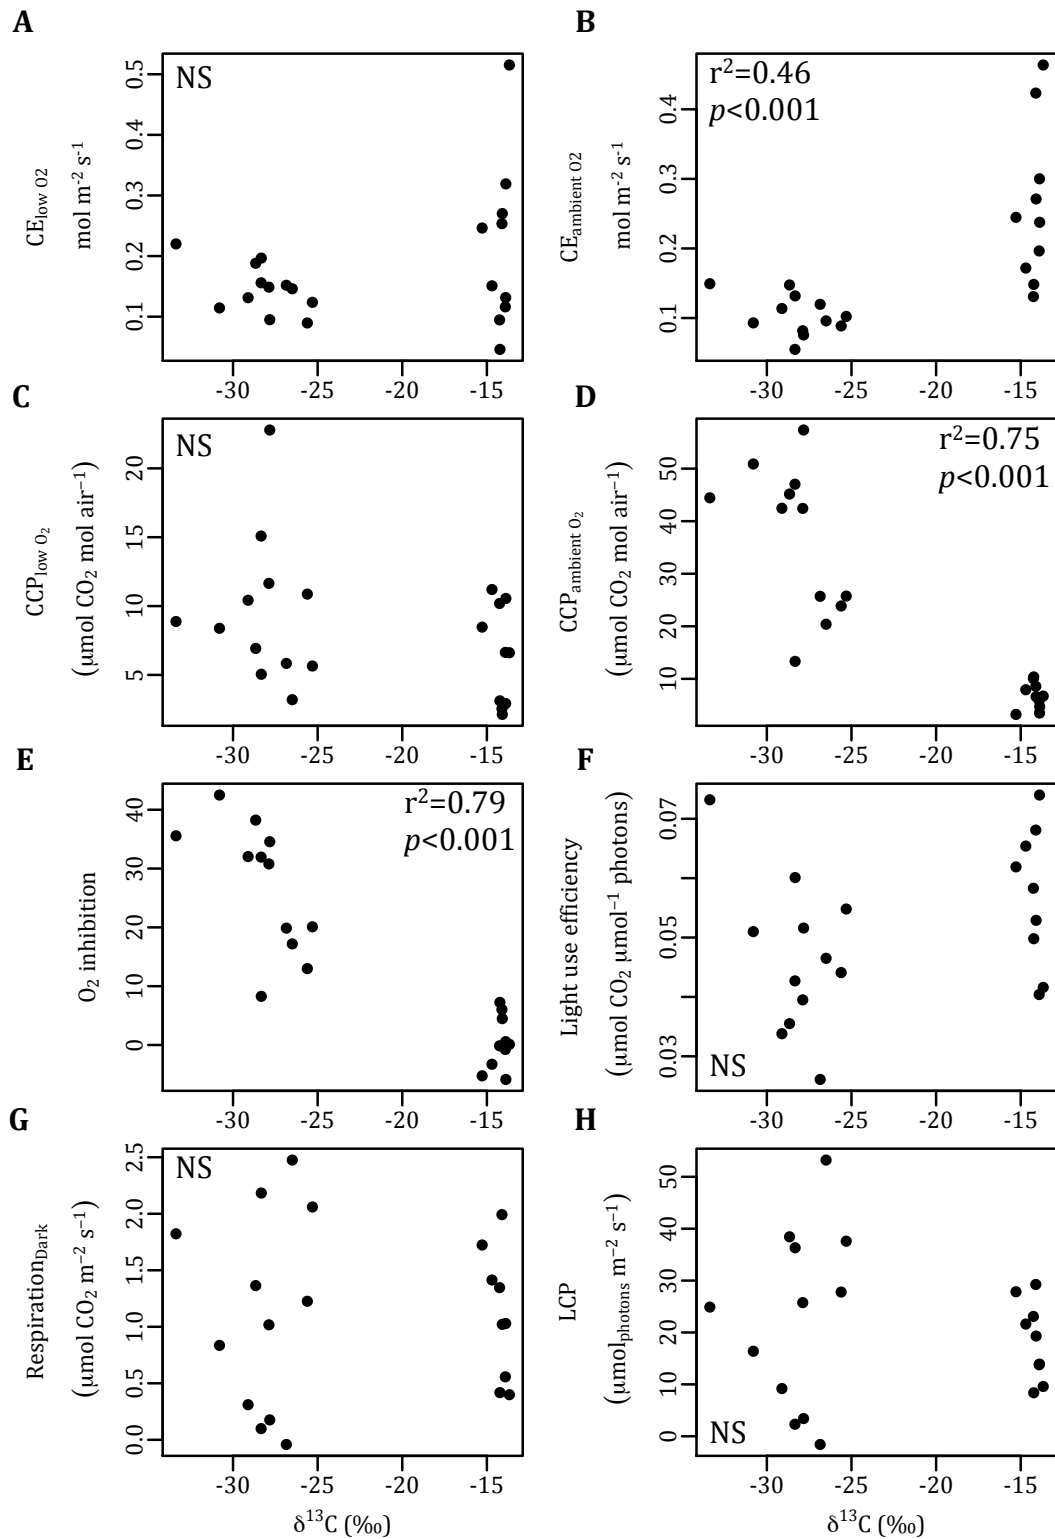 A
NS
CE_low O2
mol m⁻² s⁻¹
0.5
0.4
0.3
0.2
0.1
-30 -25 -20 -15
B
r²=0.46
p<0.001
CE_ambient O2
mol m⁻² s⁻¹
0.4
0.3
0.2
0.1
-30 -25 -20 -15
C
NS
CCP_low O₂
(µmol CO₂ mol air⁻¹)
20
15
10
5
-30 -25 -20 -15
D
r²=0.75
p<0.001
CCP_ambient O₂
(µmol CO₂ mol air⁻¹)
50
40
30
20
10
-30 -25 -20 -15
E
r²=0.79
p<0.001
O₂ inhibition
40
30
20
10
0
-30 -25 -20 -15
F
NS
Light use efficiency
(µmol CO₂ µmol⁻¹ photons)
0.07
0.05
0.03
-30 -25 -20 -15
G
NS
Respiration_Dark
(µmol CO₂ m⁻² s⁻¹)
2.5
2.0
1.5
1.0
0.5
0.0
-30 -25 -20 -15
δ¹³C (‰)
H
NS
LCP
(µmol_photons m⁻² s⁻¹)
50
40
30
20
10
0
-30 -25 -20 -15
δ¹³C (‰)